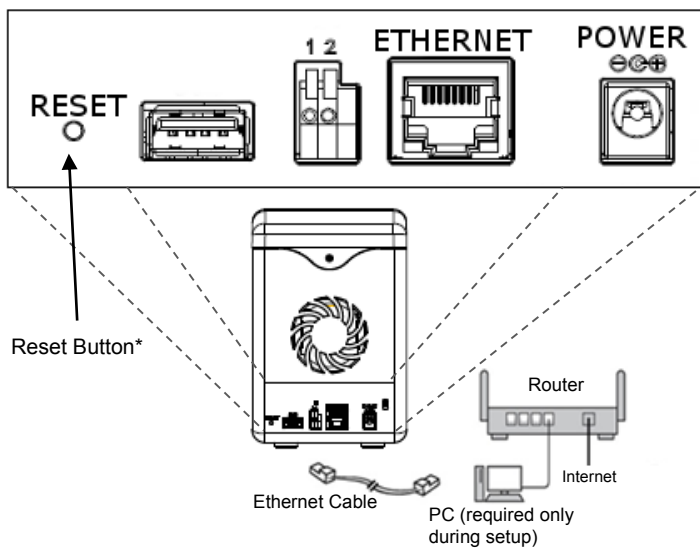 RESET
1 2
ETHERNET
POWER
Reset Button*
Router
Internet
Ethernet Cable
PC (required only
during setup)